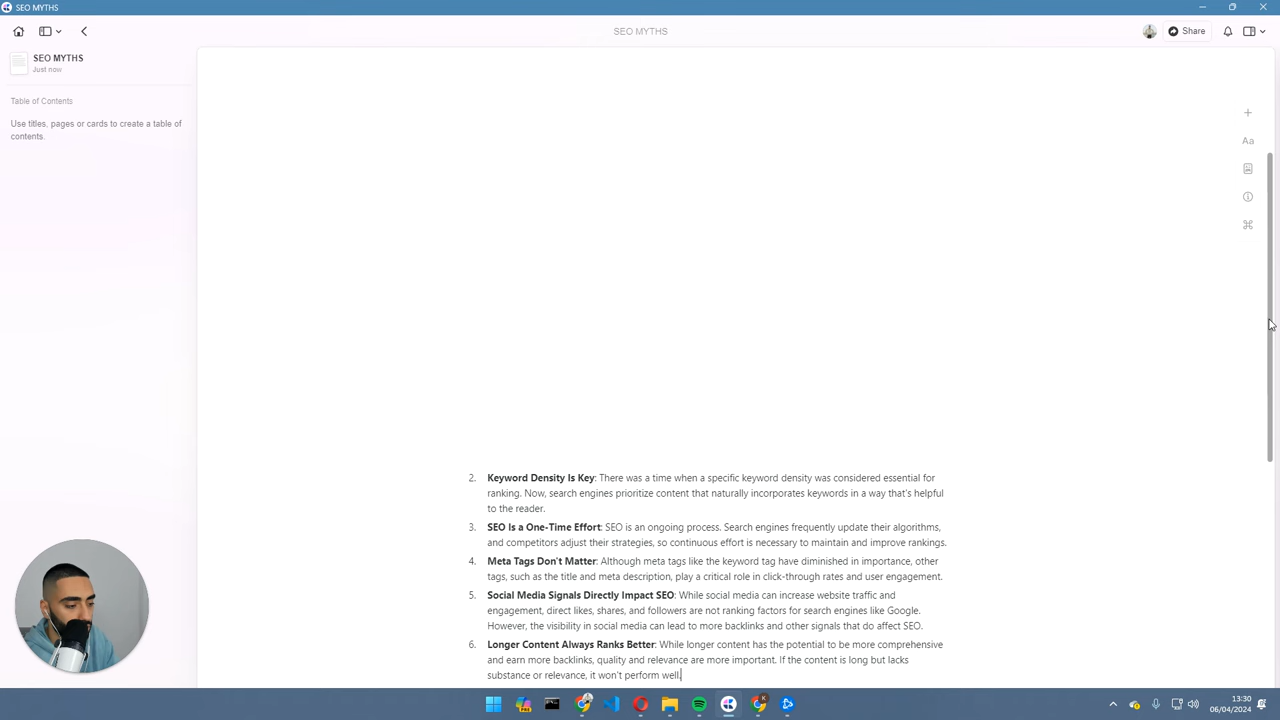 SEO MYTHS
SEO MYTHS
Share
SEO MYTHS
Just now
Table of Contents
Use titles, pages or cards to create a table of
contents.
Aa
2. Keyword Density Is Key: There was a time when a specific keyword density was considered essential for
ranking. Now, search engines prioritize content that naturally incorporates keywords in a way that's helpful
to the reader.
3. SEO Is a One-Time Effort: SEO is an ongoing process. Search engines frequently update their algorithms,
and competitors adjust their strategies, so continuous effort is necessary to maintain and improve rankings.
4. Meta Tags Don't Matter: Although meta tags like the keyword tag have diminished in importance, other
tags, such as the title and meta description, play a critical role in click-through rates and user engagement.
5. Social Media Signals Directly Impact SEO: While social media can increase website traffic and
engagement, direct likes, shares, and followers are not ranking factors for search engines like Google.
However, the visibility in social media can lead to more backlinks and other signals that do affect SEO.
6. Longer Content Always Ranks Better: While longer content has the potential to be more comprehensive
and earn more backlinks, quality and relevance are more important. If the content is long but lacks
substance or relevance, it won't perform well.
PRE
K
13:30
06/04/2024